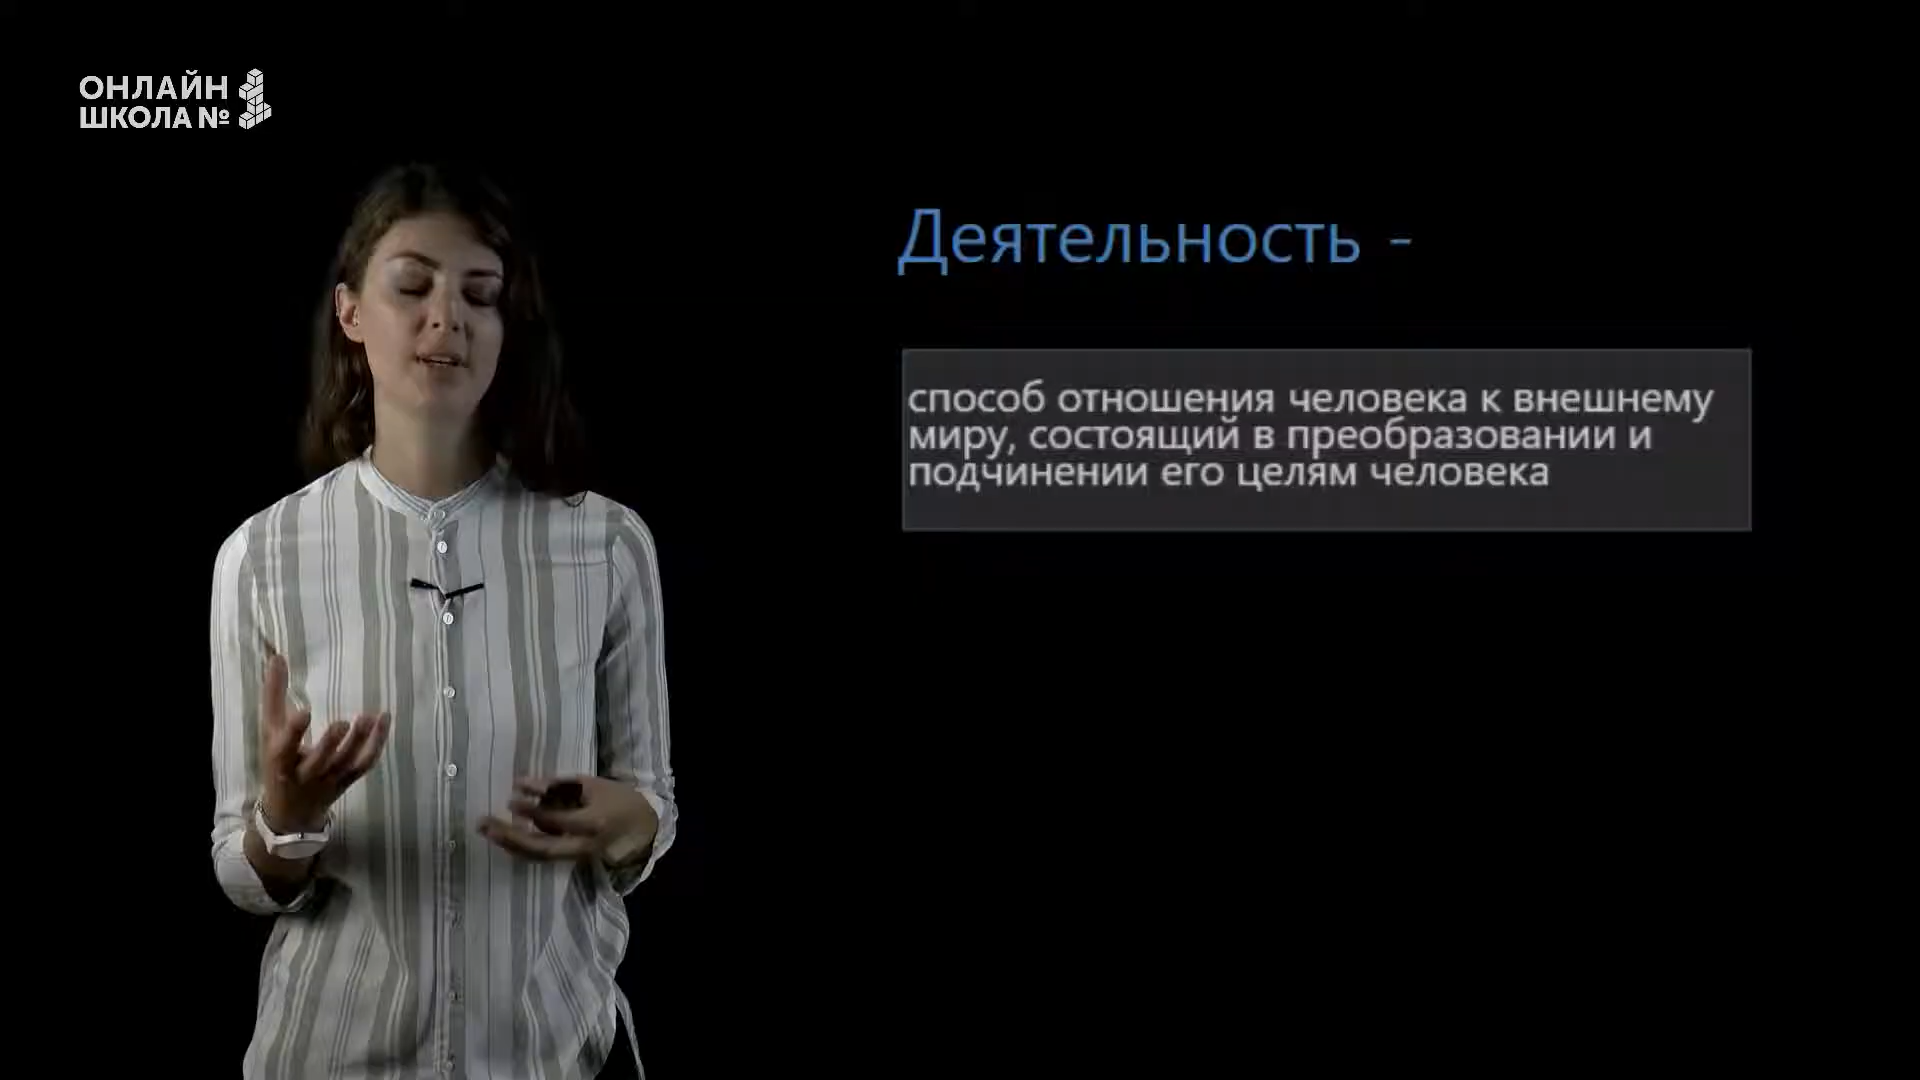 ОНЛАЙН
ШКОЛА №
Деятельность -
способ отношения человека к внешнему
миру, состоящий в преобразовании и
подчинении его целям человека